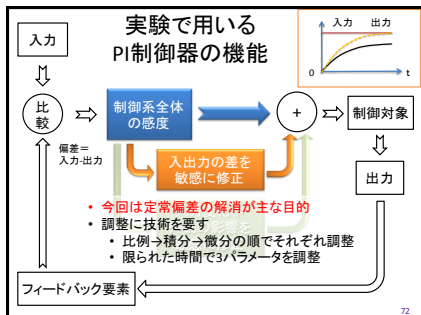 実験で用いる
PI制御器の機能
入力
入力 出力
0
t
比
較
制御系全体
の感度
+
制御対象
偏差=
入力-出力
入出力の差を
敏感に修正
出力
• 今回は定常偏差の解消が主な目的
• 調整に技術を要す
• 比例→積分→微分の順でそれぞれ調整
• 限られた時間で3パラメータを調整
フィードバック要素
72